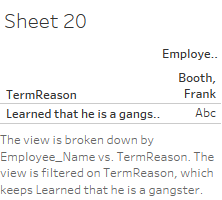 Sheet 20
Employe..
Booth,
TermReason Frank
Learned that he is a gangs.. Abc
The view is broken down by
Employee_Name vs. TermReason. The
view is filtered on TermReason, which
keeps Learned that he is a gangster.